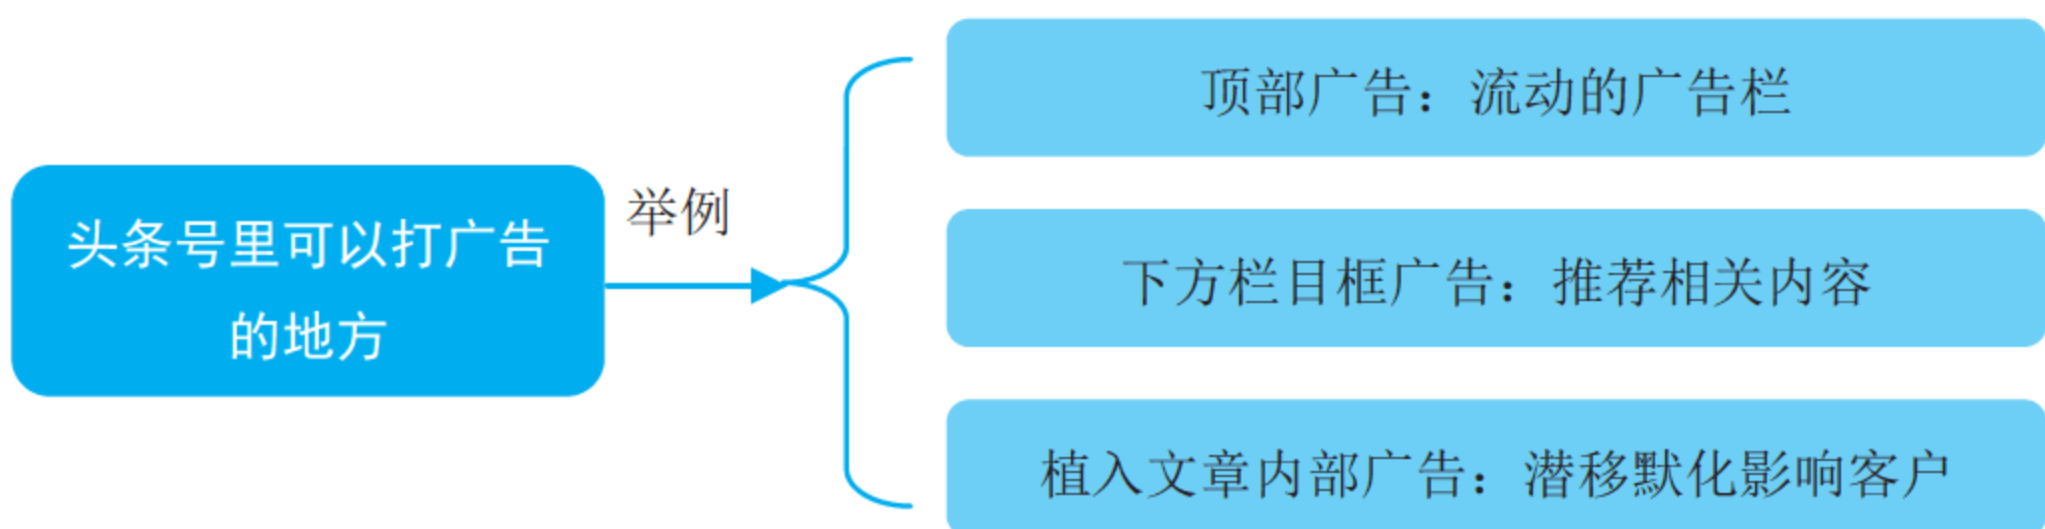 头条号里可以打广告
的地方
举例
顶部广告：流动的广告栏
下方栏目框广告：推荐相关内容
植入文章内部广告：潜移默化影响客户